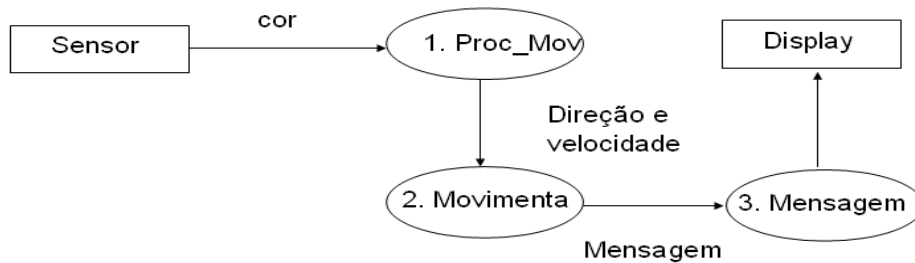 cor
Sensor
1. Proc_Mov
Display
Direção e
velocidade
2. Movimenta
3. Mensagem
Mensagem